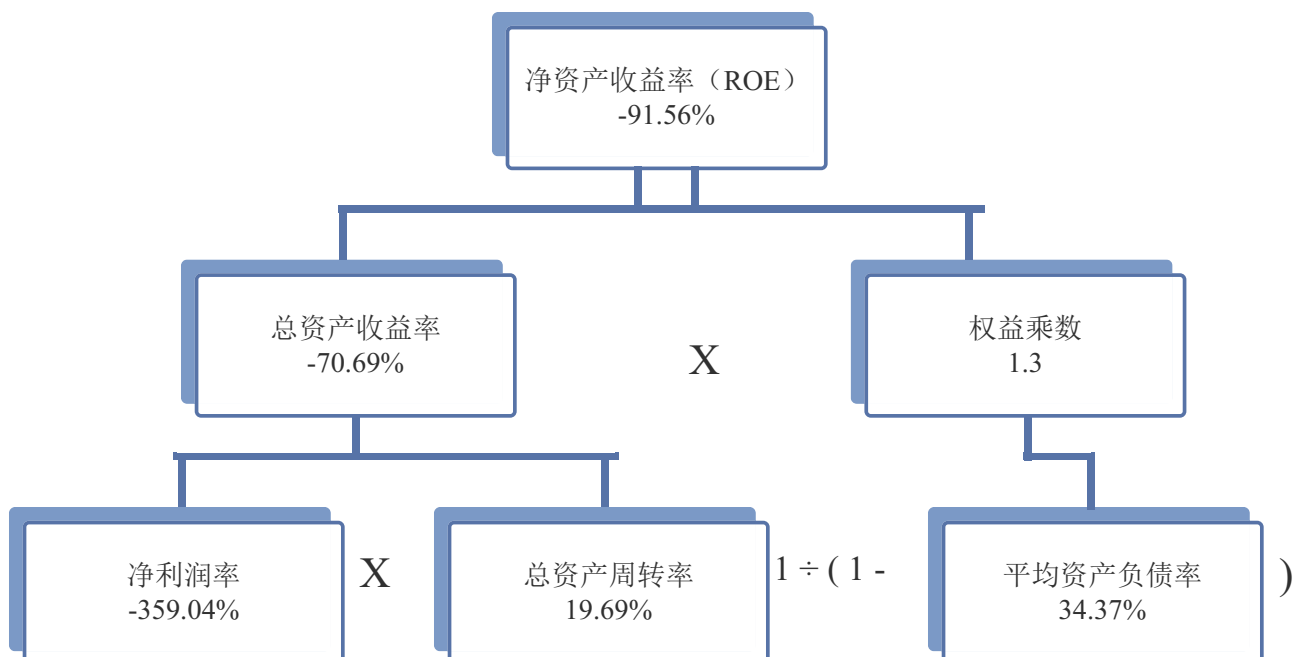 净资产收益率（ROE）
-91.56%
总资产收益率
-70.69%
X
权益乘数
1.3
净利润率
-359.04%
X
总资产周转率
19.69%
1 ÷ ( 1 -
平均资产负债率
34.37%
)